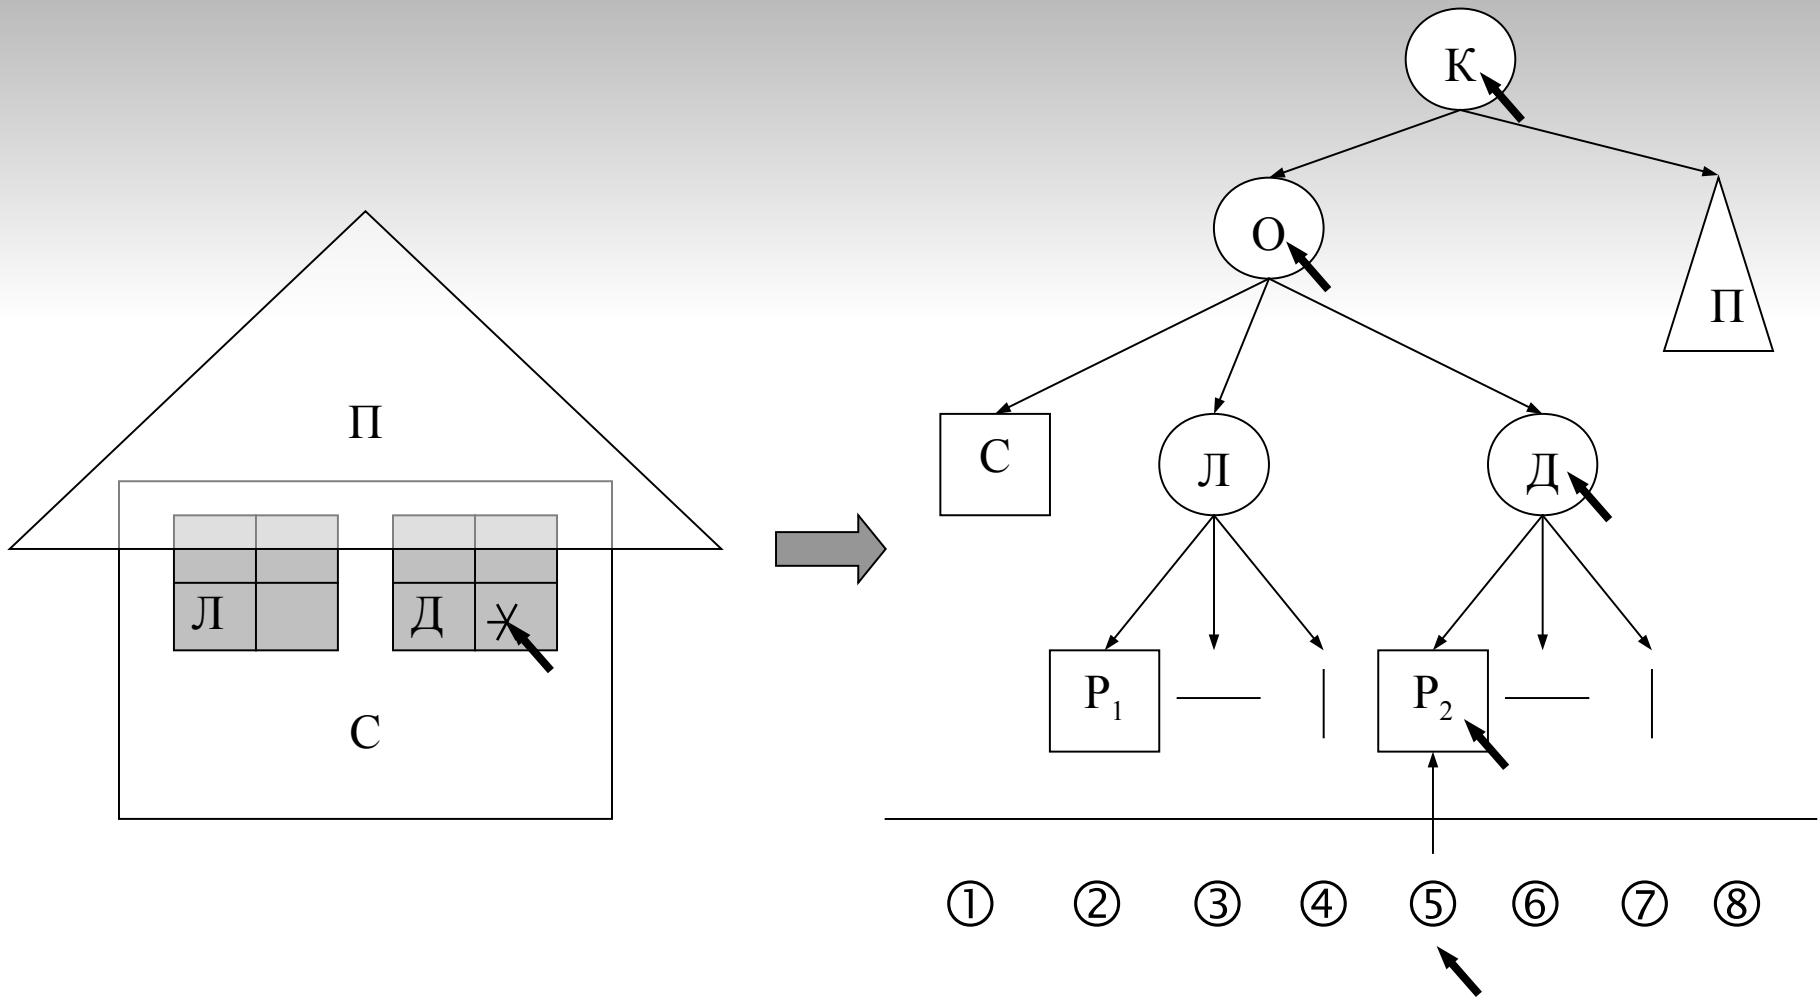 К
О
П
П
С
Л
Д
Л
Д
Р1
Р2
С
① ② ③ ④ ⑤ ⑥ ⑦ ⑧